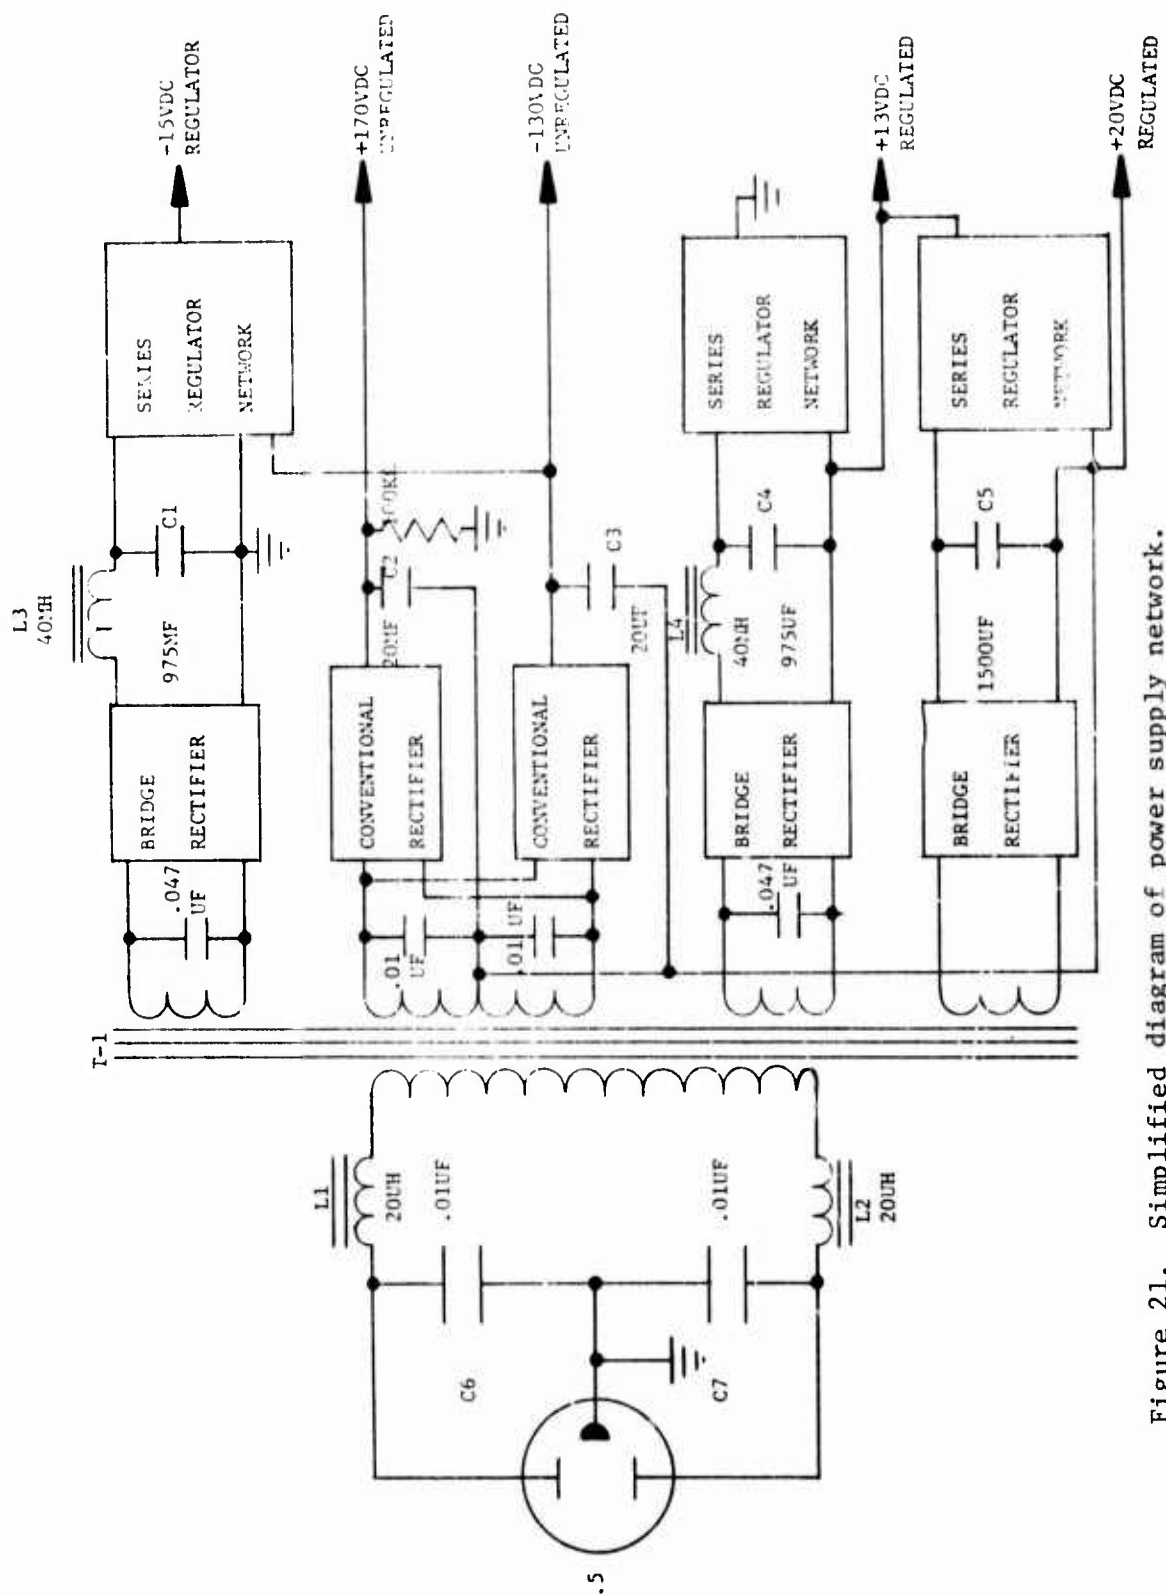 T-1
L3
40MH
.047
UF
BRIDGE
RECTIFIER
975MF
C1
SERIES
REGULATOR
NETWORK
-15VDC
REGULATOR
L1
20UH
.01UF
C6
.01
UF
CONVENTIONAL
RECTIFIER
20MF
C2
+170VDC
UNREGULATED
.01
UF
CONVENTIONAL
RECTIFIER
20UF
C3
-130VDC
UNREGULATED
.5
C7
.01UF
L2
20UH
.047
UF
BRIDGE
RECTIFIER
L4
40MH
975UF
C4
SERIES
REGULATOR
NETWORK
+13VDC
REGULATED
BRIDGE
RECTIFIER
1500UF
C5
SERIES
REGULATOR
NETWORK
+20VDC
REGULATED
Figure 21. Simplified diagram of power supply network.